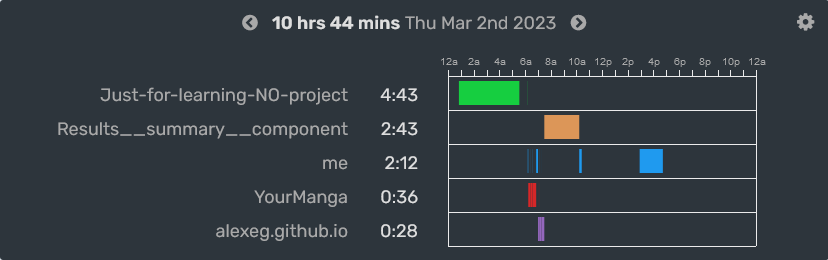 10 hrs 44 mins Thu Mar 2nd 2023
12a 2a 4a 6a 8a 10a 12p 2p 4p 6p 8p 10p 12a
Just-for-learning-NO-project 4:43
Results__summary__component 2:43
me 2:12
YourManga 0:36
alexeg.github.io 0:28